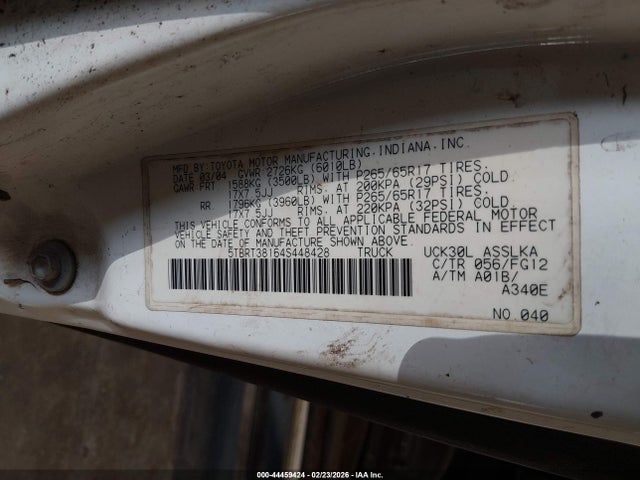 MFD BY: TOYOTA MOTOR MANUFACTURING, INDIANA, INC.
DATE 03/04 GVWR 2726KG (6010LB)
GAWR FRT 1588KG (3500LB) WITH P265/65R17 TIRES.
17X7.5JJ RIMS. AT 200KPA (29PSI) COLD.
RR 1796KG (3960LB) WITH P265/65R17 TIRES.
17X7.5JJ RIMS. AT 220KPA (32PSI) COLD.
THIS VEHICLE CONFORMS TO ALL APPLICABLE FEDERAL MOTOR
VEHICLE SAFETY AND THEFT PREVENTION STANDARDS IN EFFECT
ON THE DATE OF MANUFACTURE SHOWN ABOVE.
5TBRT38164S448428 TRUCK UCK30L ASSLKA
C/TR 056/FG12
A/TM A01B/
A340E
NO.040
000-44459424 - 02/23/2026 - IAA Inc.